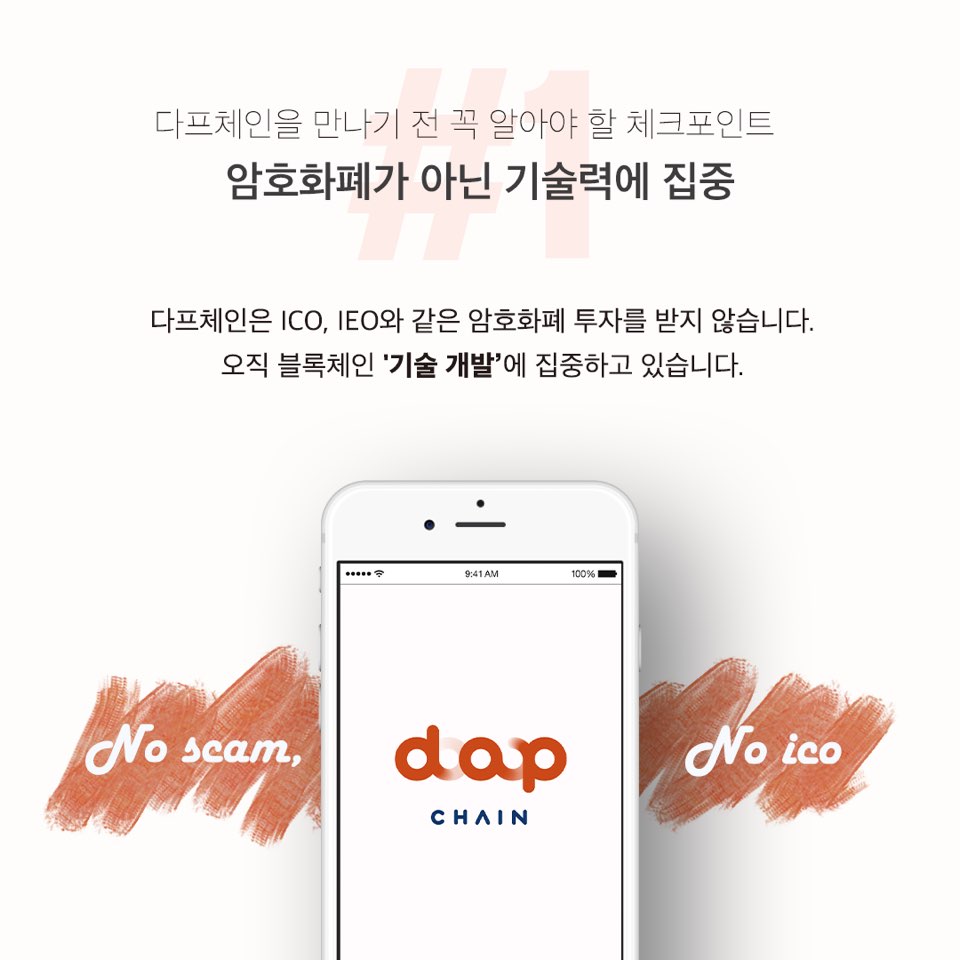 #1
다프체인을 만나기 전 꼭 알아야 할 체크포인트
암호화폐가 아닌 기술력에 집중
다프체인은 ICO, IEO와 같은 암호화폐 투자를 받지 않습니다.
오직 블록체인 '기술 개발’에 집중하고 있습니다.
9:41 AM
100%
No scam,
dap
CHAIN
No ico